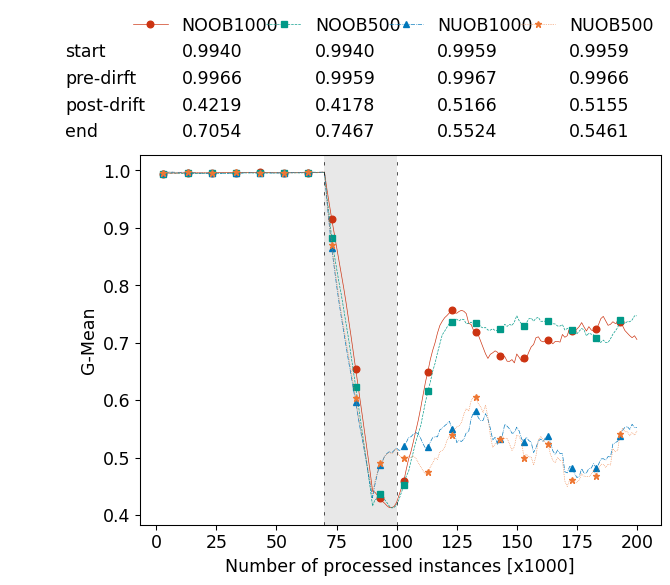 NOOB1000 NOOB500 NUOB1000 NUOB500
start 0.9940 0.9940 0.9959 0.9959
pre-dirft 0.9966 0.9959 0.9967 0.9966
post-drift 0.4219 0.4178 0.5166 0.5155
end 0.7054 0.7467 0.5524 0.5461
1.0
0.9
0.8
0.7
0.6
0.5
0.4
G-Mean
0 25 50 75 100 125 150 175 200
Number of processed instances [x1000]